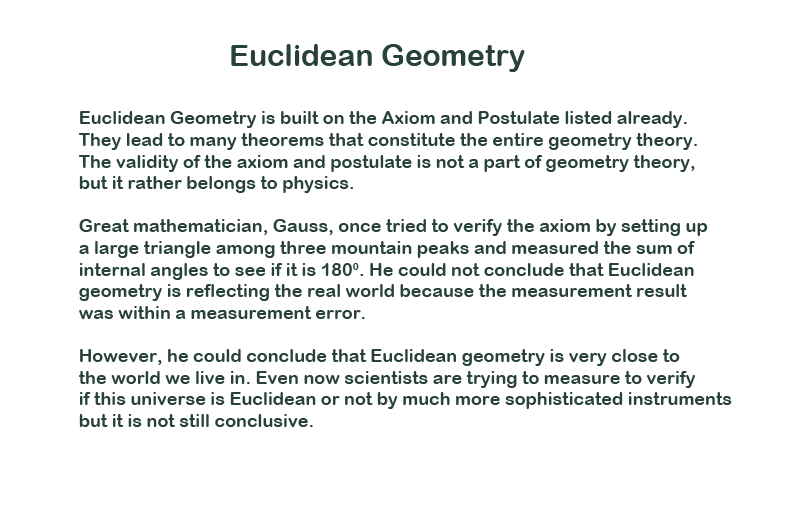 Euclidean Geometry
Euclidean Geometry is built on the Axiom and Postulate listed already.
They lead to many theorems that constitute the entire geometry theory.
The validity of the axiom and postulate is not a part of geometry theory,
but it rather belongs to physics.
Great mathematician, Gauss, once tried to verify the axiom by setting up
a large triangle among three mountain peaks and measured the sum of
internal angles to see if it is 180º. He could not conclude that Euclidean
geometry is reflecting the real world because the measurement result
was within a measurement error.
However, he could conclude that Euclidean geometry is very close to
the world we live in. Even now scientists are trying to measure to verify
if this universe is Euclidean or not by much more sophisticated instruments
but it is not still conclusive.